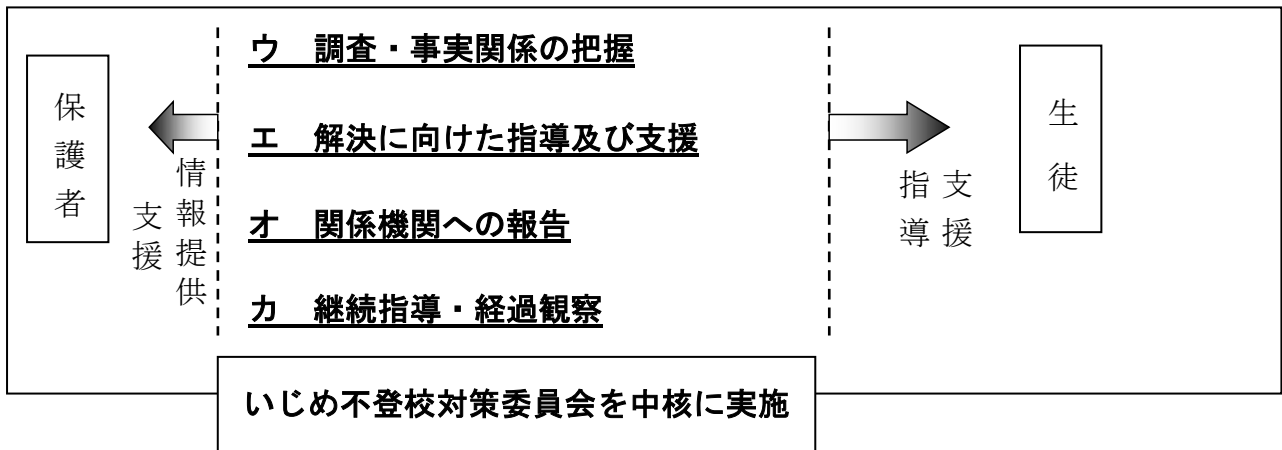 ウ 調査・事実関係の把握
保護者
エ 解決に向けた指導及び支援
生徒
情報提供
支援
支援
指導
オ 関係機関への報告
カ 継続指導・経過観察
いじめ不登校対策委員会を中核に実施